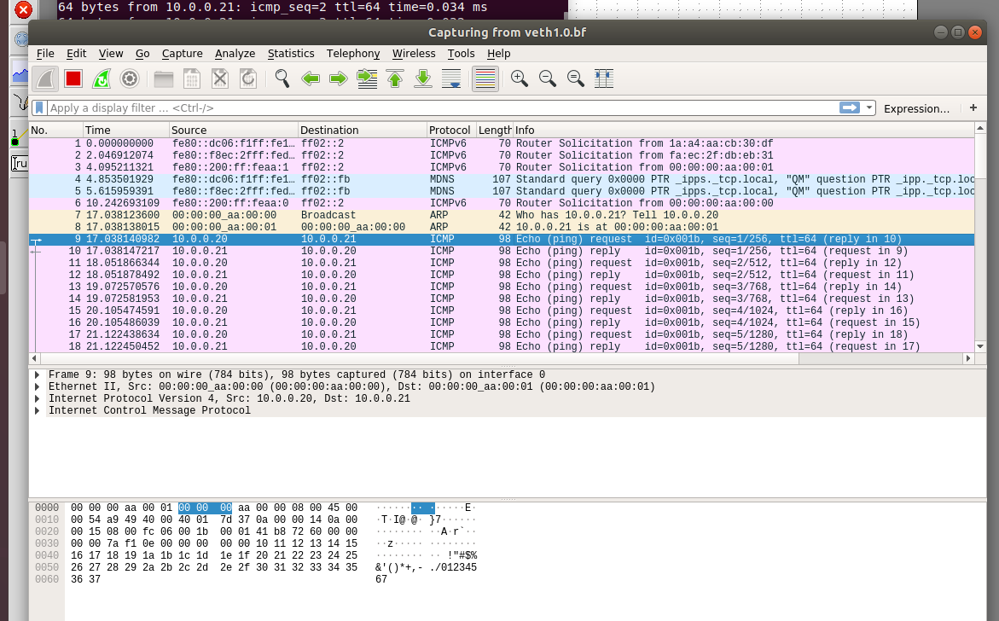 64 bytes from 10.0.0.21: icmp_seq=2 ttl=64 time=0.034 ms
Capturing from veth1.0.bf
File Edit View Go Capture Analyze Statistics Telephony Wireless Tools Help
Apply a display filter ... <Ctrl-/> Expression... +
No. Time Source Destination Protocol Length Info
1 0.000000000 fe80::dc06:f1ff:fe1… ff02::2 ICMPv6 70 Router Solicitation from 1a:a4:aa:cb:30:df
2 2.046912074 fe80::f8ec:2fff:fed… ff02::2 ICMPv6 70 Router Solicitation from fa:ec:2f:db:eb:31
3 4.095211321 fe80::200:ff:feaa:1 ff02::2 ICMPv6 70 Router Solicitation from 00:00:00:aa:00:01
4 4.853501929 fe80::dc06:f1ff:fe1… ff02::fb MDNS 107 Standard query 0x0000 PTR _ipps._tcp.local, "QM" question PTR _ipp._tcp.loc
5 5.615959391 fe80::f8ec:2fff:fed… ff02::fb MDNS 107 Standard query 0x0000 PTR _ipps._tcp.local, "QM" question PTR _ipp._tcp.loc
6 10.242693109 fe80::200:ff:feaa:0 ff02::2 ICMPv6 70 Router Solicitation from 00:00:00:aa:00:00
7 17.038123600 00:00:00_aa:00:00 Broadcast ARP 42 Who has 10.0.0.21? Tell 10.0.0.20
8 17.038138015 00:00:00_aa:00:01 00:00:00_aa:00:00 ARP 42 10.0.0.21 is at 00:00:00:aa:00:01
9 17.038140982 10.0.0.20 10.0.0.21 ICMP 98 Echo (ping) request id=0x001b, seq=1/256, ttl=64 (reply in 10)
10 17.038147217 10.0.0.21 10.0.0.20 ICMP 98 Echo (ping) reply id=0x001b, seq=1/256, ttl=64 (request in 9)
11 18.051866344 10.0.0.20 10.0.0.21 ICMP 98 Echo (ping) request id=0x001b, seq=2/512, ttl=64 (reply in 12)
12 18.051878492 10.0.0.21 10.0.0.20 ICMP 98 Echo (ping) reply id=0x001b, seq=2/512, ttl=64 (request in 11)
13 19.072570576 10.0.0.20 10.0.0.21 ICMP 98 Echo (ping) request id=0x001b, seq=3/768, ttl=64 (reply in 14)
14 19.072581953 10.0.0.21 10.0.0.20 ICMP 98 Echo (ping) reply id=0x001b, seq=3/768, ttl=64 (request in 13)
15 20.105474591 10.0.0.20 10.0.0.21 ICMP 98 Echo (ping) request id=0x001b, seq=4/1024, ttl=64 (reply in 16)
16 20.105486039 10.0.0.21 10.0.0.20 ICMP 98 Echo (ping) reply id=0x001b, seq=4/1024, ttl=64 (request in 15)
17 21.122438634 10.0.0.20 10.0.0.21 ICMP 98 Echo (ping) request id=0x001b, seq=5/1280, ttl=64 (reply in 18)
18 21.122450452 10.0.0.21 10.0.0.20 ICMP 98 Echo (ping) reply id=0x001b, seq=5/1280, ttl=64 (request in 17)
Frame 9: 98 bytes on wire (784 bits), 98 bytes captured (784 bits) on interface 0
Ethernet II, Src: 00:00:00_aa:00:00 (00:00:00:aa:00:00), Dst: 00:00:00_aa:00:01 (00:00:00:aa:00:01)
Internet Protocol Version 4, Src: 10.0.0.20, Dst: 10.0.0.21
Internet Control Message Protocol
0000 00 00 00 aa 00 01 00 00 00 aa 00 00 08 00 45 00 ··············E·
0010 00 54 a9 49 40 00 40 01 7d 37 0a 00 00 14 0a 00 ·T·I@·@· }7······
0020 00 15 08 00 fc 06 00 1b 00 01 41 b8 72 60 00 00 ········ ··A·r`··
0030 00 00 7a f1 0e 00 00 00 00 00 10 11 12 13 14 15 ··z····· ········
0040 16 17 18 19 1a 1b 1c 1d 1e 1f 20 21 22 23 24 25 ········ ·· !"#$%
0050 26 27 28 29 2a 2b 2c 2d 2e 2f 30 31 32 33 34 35 &'()*+,- ./012345
0060 36 37 67